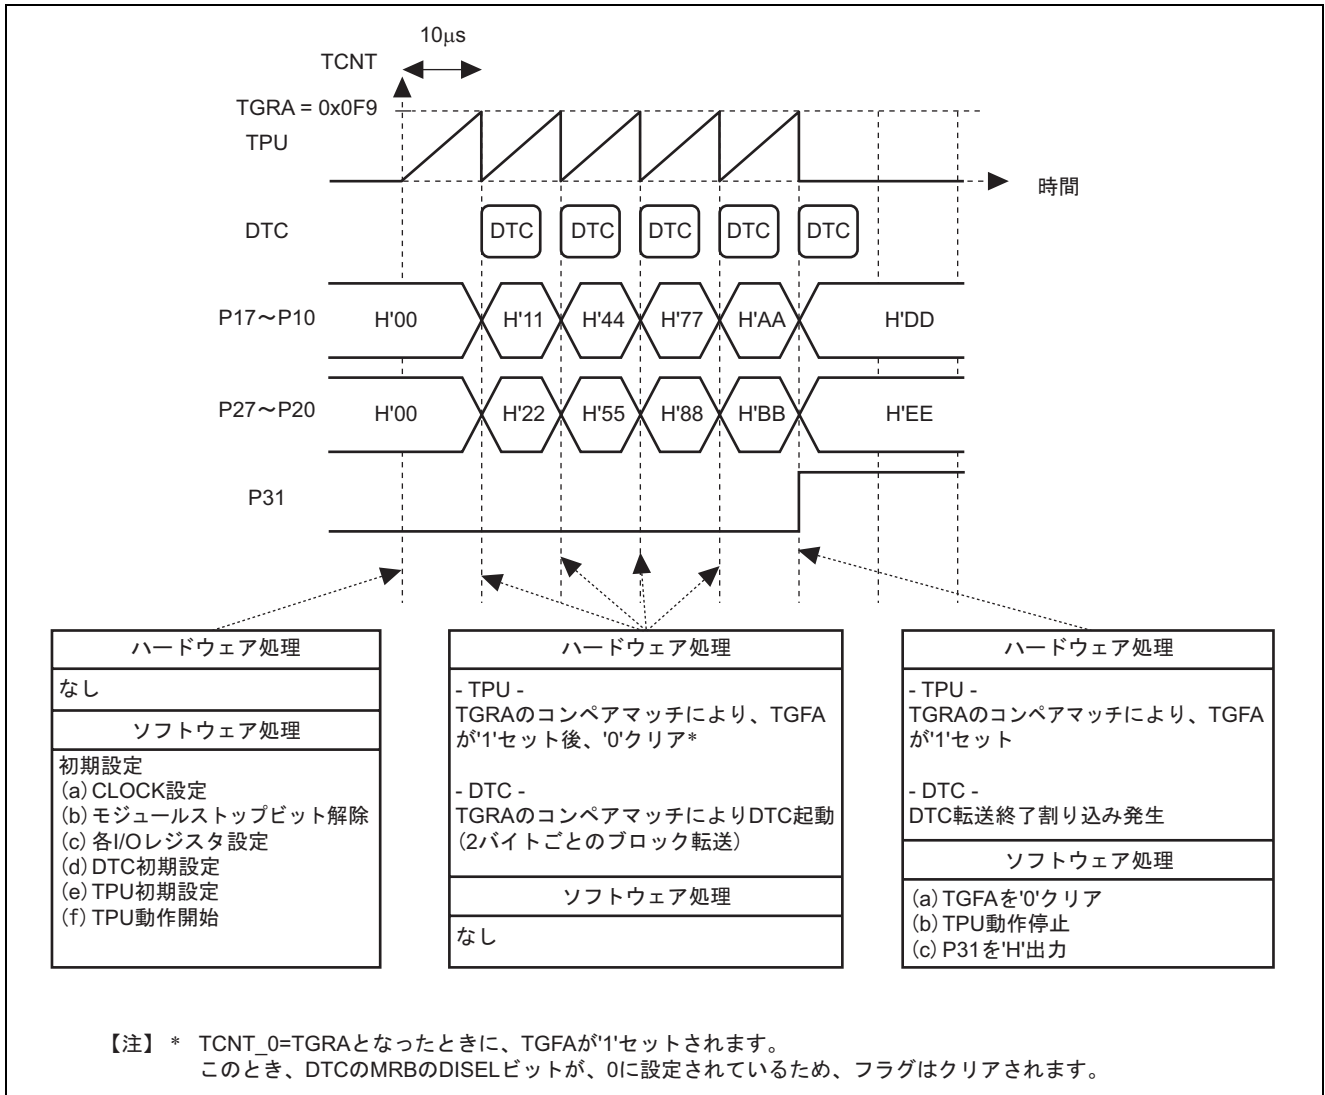 10μs
TCNT
TGRA = 0x0F9
TPU
時間
DTC
DTC DTC DTC DTC DTC
P17～P10
H'00 H'11 H'44 H'77 H'AA H'DD
P27～P20
H'00 H'22 H'55 H'88 H'BB H'EE
P31
ハードウェア処理
なし
ソフトウェア処理
初期設定
(a) CLOCK設定
(b) モジュールストップビット解除
(c) 各I/Oレジスタ設定
(d) DTC初期設定
(e) TPU初期設定
(f) TPU動作開始
ハードウェア処理
- TPU -
TGRAのコンペアマッチにより、TGFA
が'1'セット後、'0'クリア*
- DTC -
TGRAのコンペアマッチによりDTC起動
(2バイトごとのブロック転送)
ソフトウェア処理
なし
ハードウェア処理
- TPU -
TGRAのコンペアマッチにより、TGFA
が'1'セット
- DTC -
DTC転送終了割り込み発生
ソフトウェア処理
(a) TGFAを'0'クリア
(b) TPU動作停止
(c) P31を'H'出力
【注】 * TCNT_0=TGRAとなったときに、TGFAが'1'セットされます。
このとき、DTCのMRBのDISELビットが、0に設定されているため、フラグはクリアされます。